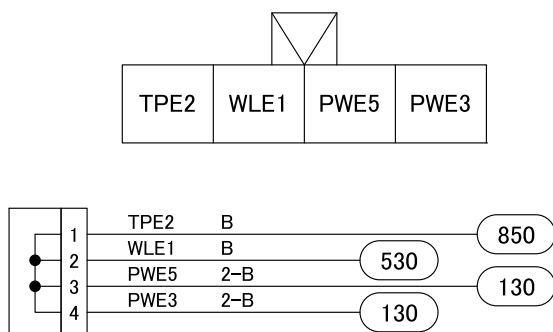 TPE2 WLE1 PWE5 PWE3
1 TPE2 B 850
2 WLE1 B 530
3 PWE5 2-B 130
4 PWE3 2-B 130